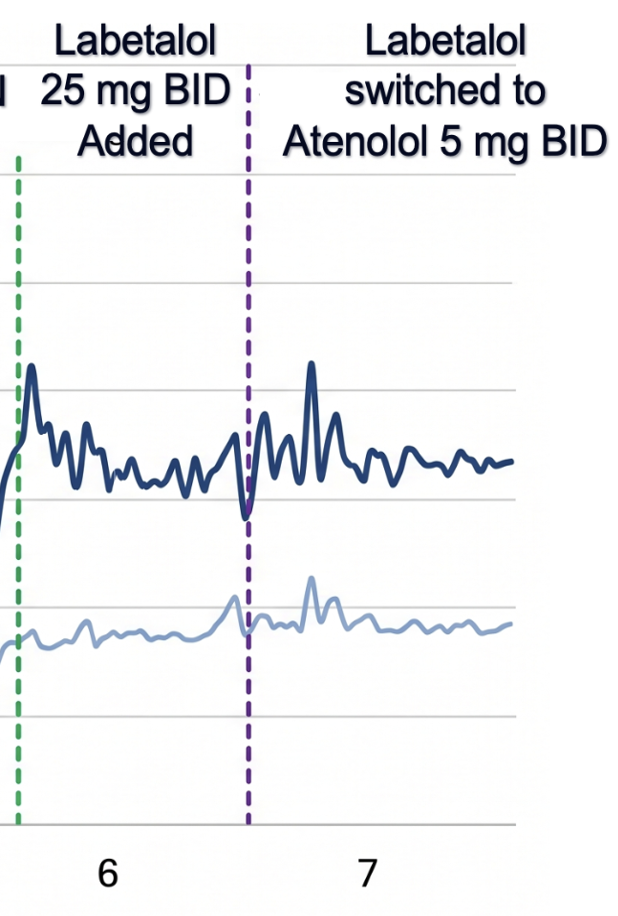 Labetalol
25 mg BID
Added
Labetalol
switched to
Atenolol 5 mg BID
6
7